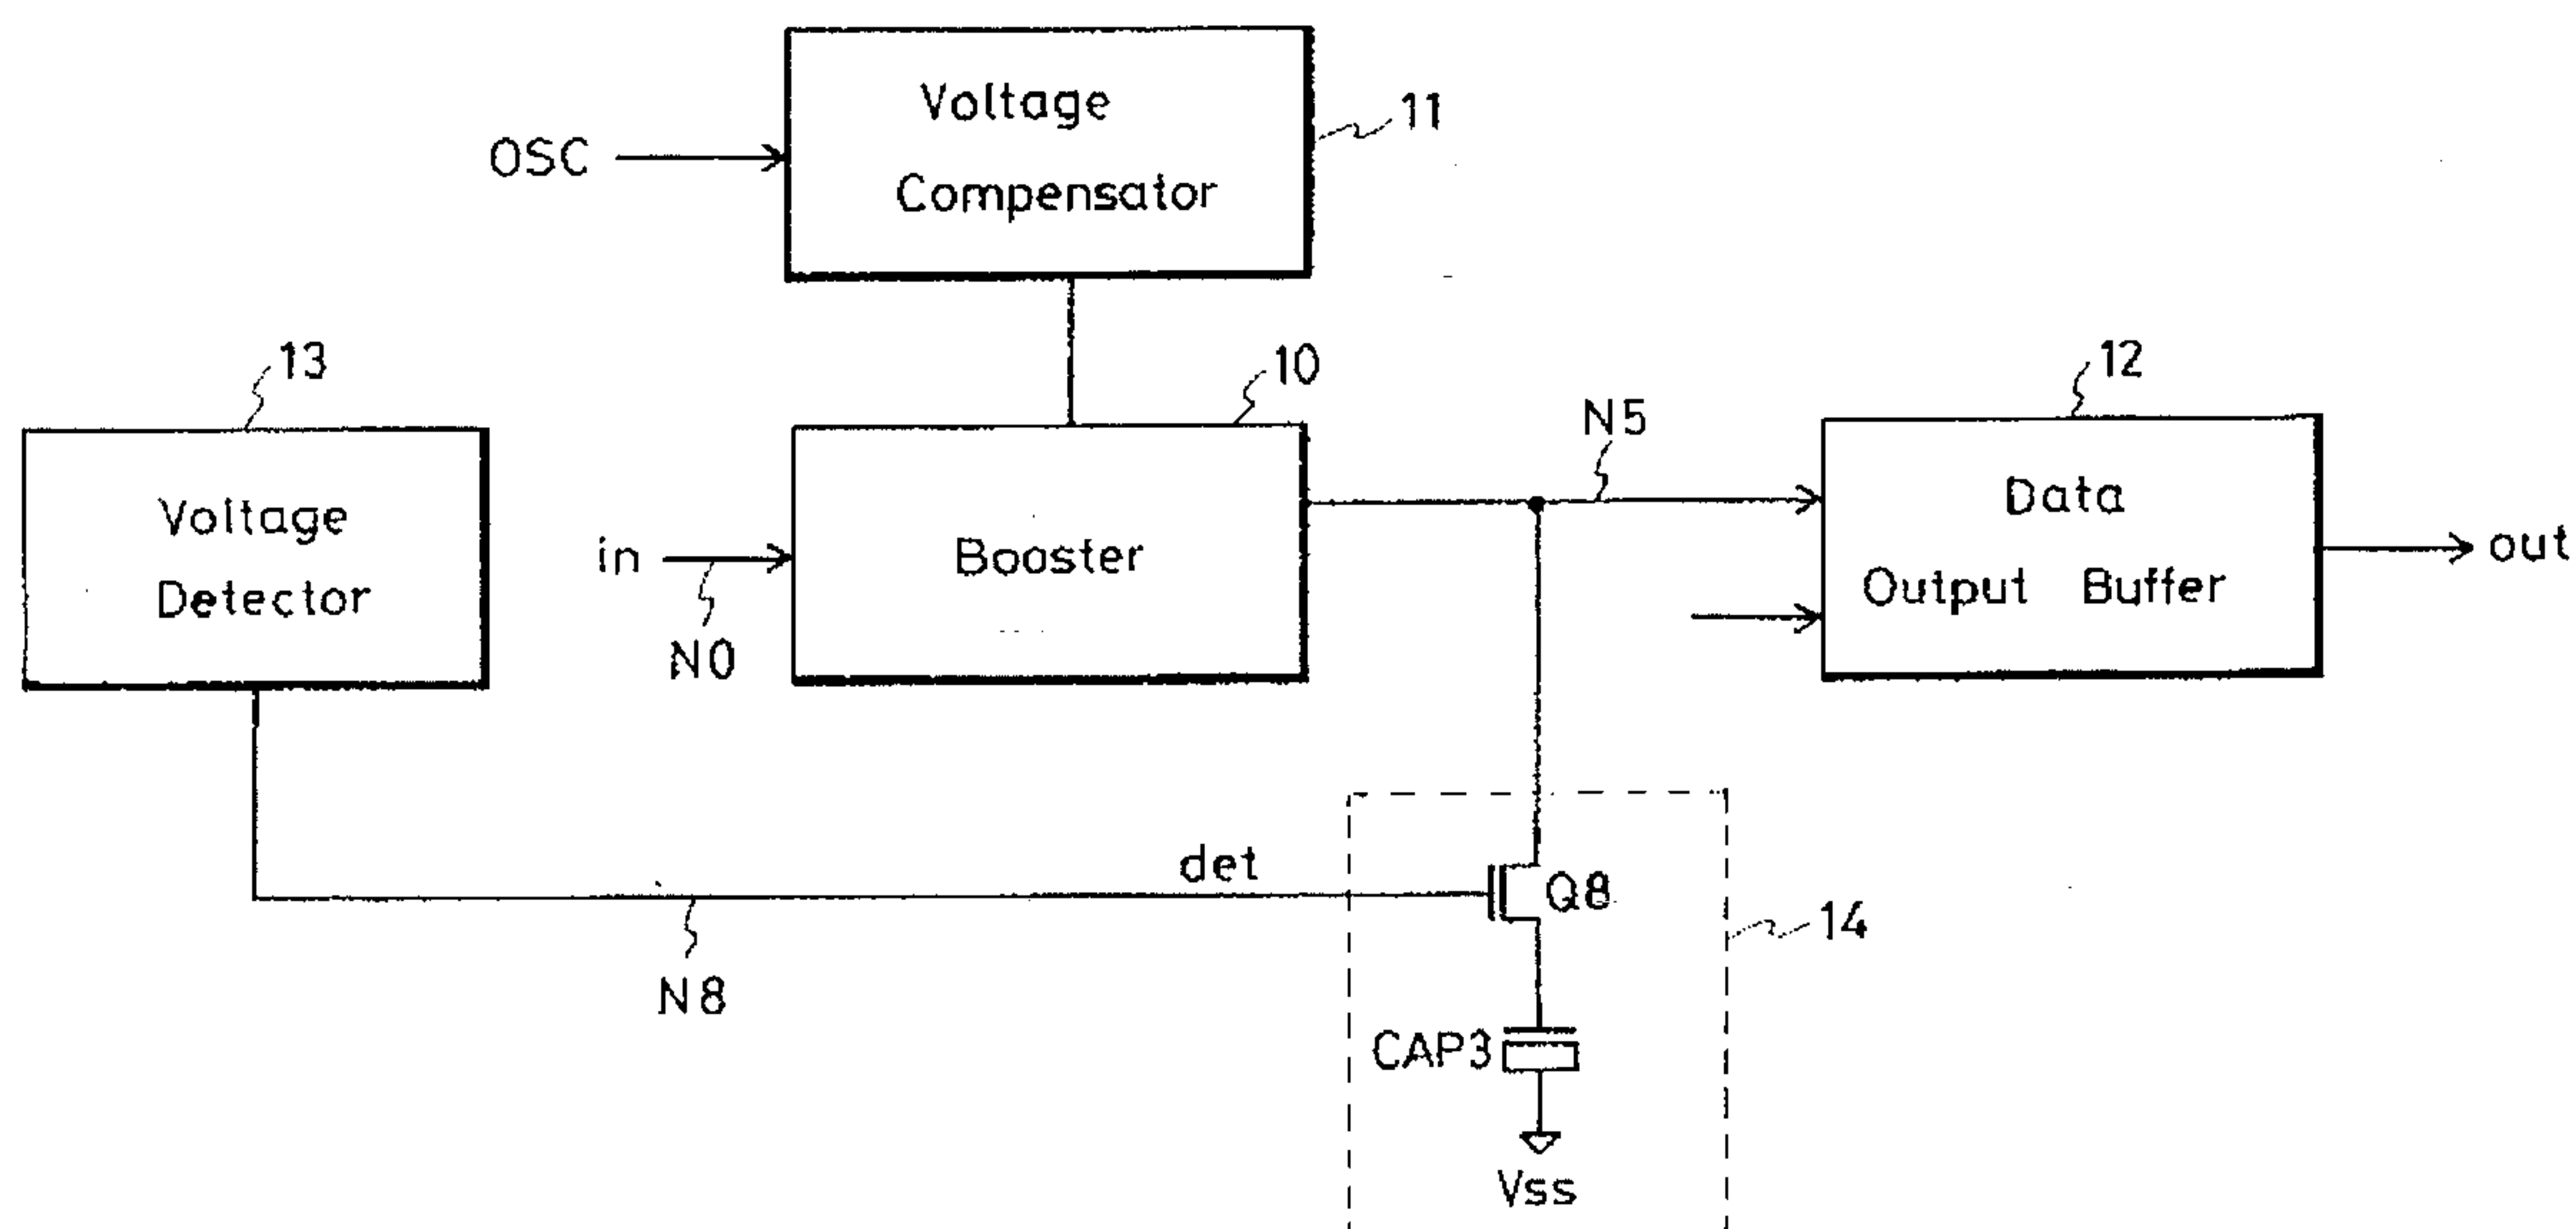 Voltage
Compensator
11
OSC
13
10
12
N5
Voltage
Detector
in
N0
Booster
Data
Output Buffer
out
det
Q8
14
N8
CAP3
Vss